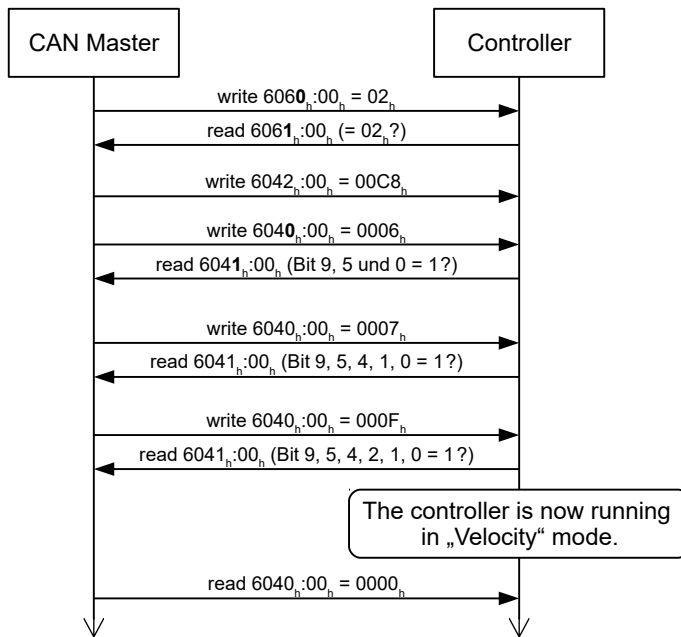 CAN Master
Controller
write 6060ₕ:00ₕ = 02ₕ
read 6061ₕ:00ₕ (= 02ₕ?)
write 6042ₕ:00ₕ = 00C8ₕ
write 6040ₕ:00ₕ = 0006ₕ
read 6041ₕ:00ₕ (Bit 9, 5 und 0 = 1?)
write 6040ₕ:00ₕ = 0007ₕ
read 6041ₕ:00ₕ (Bit 9, 5, 4, 1, 0 = 1?)
write 6040ₕ:00ₕ = 000Fₕ
read 6041ₕ:00ₕ (Bit 9, 5, 4, 2, 1, 0 = 1?)
The controller is now running
in „Velocity“ mode.
read 6040ₕ:00ₕ = 0000ₕ